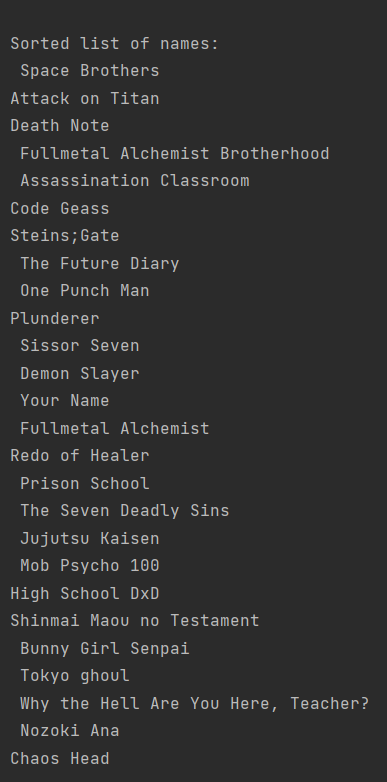 Sorted list of names:
 Space Brothers
Attack on Titan
Death Note
 Fullmetal Alchemist Brotherhood
 Assassination Classroom
Code Geass
Steins;Gate
 The Future Diary
 One Punch Man
Plunderer
 Sissor Seven
 Demon Slayer
 Your Name
 Fullmetal Alchemist
Redo of Healer
 Prison School
 The Seven Deadly Sins
 Jujutsu Kaisen
 Mob Psycho 100
High School DxD
Shinmai Maou no Testament
 Bunny Girl Senpai
 Tokyo ghoul
 Why the Hell Are You Here, Teacher?
 Nozoki Ana
Chaos Head